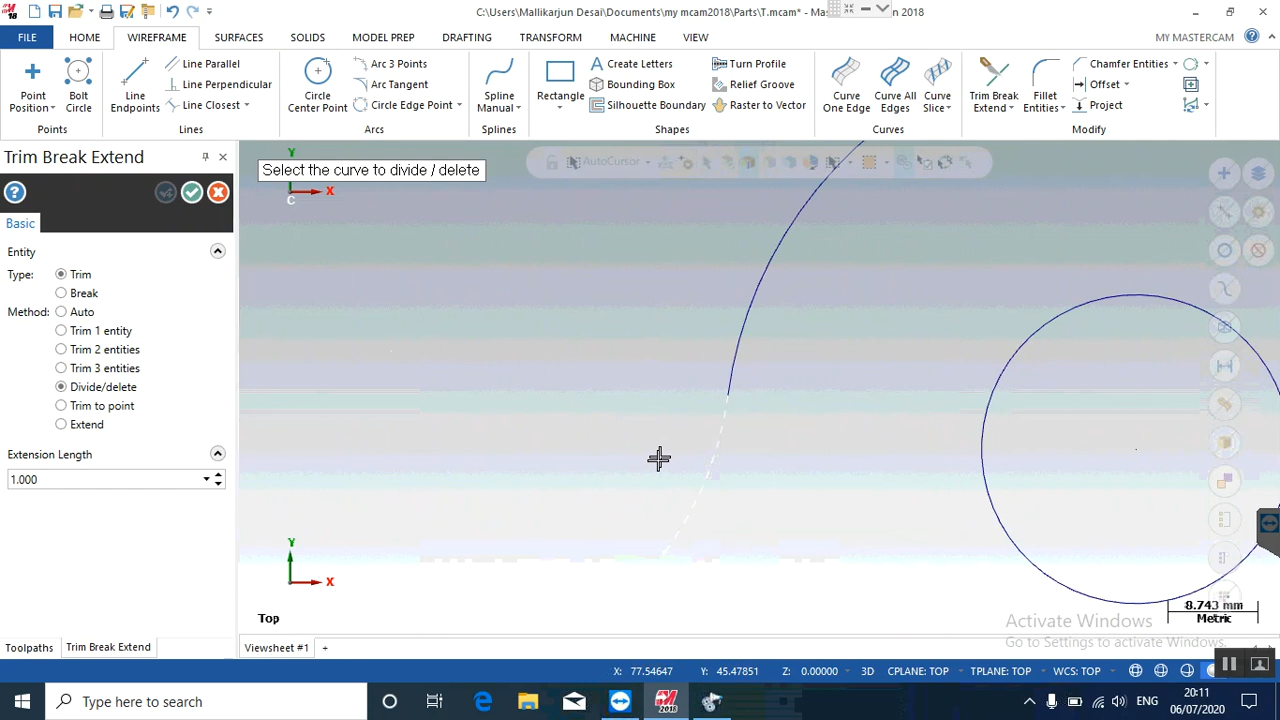 C:\Users\Mallikarjun Desai\Documents\my mcam2018\Parts\T.mcam* - Mas
2018
FILE HOME WIREFRAME SURFACES SOLIDS MODEL PREP DRAFTING TRANSFORM MACHINE VIEW MY MASTERCAM
Point Position
Bolt Circle
Points
Line Endpoints
Line Parallel
Line Perpendicular
Line Closest
Lines
Circle Center Point
Arc 3 Points
Arc Tangent
Circle Edge Point
Arcs
Spline Manual
Splines
Rectangle
Create Letters
Bounding Box
Silhouette Boundary
Turn Profile
Relief Groove
Raster to Vector
Shapes
Curve One Edge
Curve All Edges
Curve Slice
Curves
Trim Break Extend
Fillet Entities
Chamfer Entities
Offset
Project
Modify
Trim Break Extend
Basic
Entity
Type: Trim
Break
Method: Auto
Trim 1 entity
Trim 2 entities
Trim 3 entities
Divide/delete
Trim to point
Extend
Extension Length
1.000
Toolpaths
Trim Break Extend
Y
Select the curve to divide / delete
X
C
AutoCursor
Y
X
Top
8.743 mm
Metric
Activate Windows
Go to Settings to activate Windows.
Viewsheet #1 +
X: 77.54647 Y: 45.47851 Z: 0.00000 3D CPLANE: TOP TPLANE: TOP WCS: TOP
Type here to search
ENG
20:11
06/07/2020